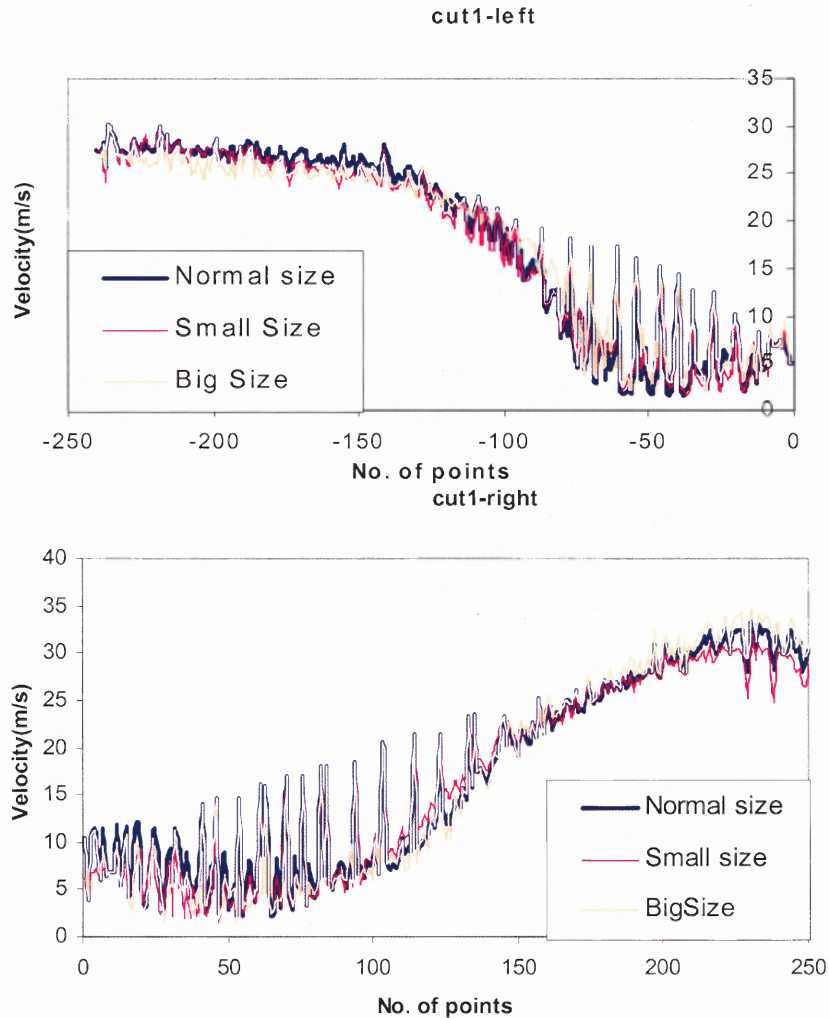 cut1-left
35
30
25
20
15
10
5
0
Velocity(m/s)
Normal size
Small Size
Big Size
-250 -200 -150 -100 -50 0
No. of points
cut1-right
40
35
30
25
20
15
10
5
0
Velocity(m/s)
Normal size
Small size
BigSize
0 50 100 150 200 250
No. of points